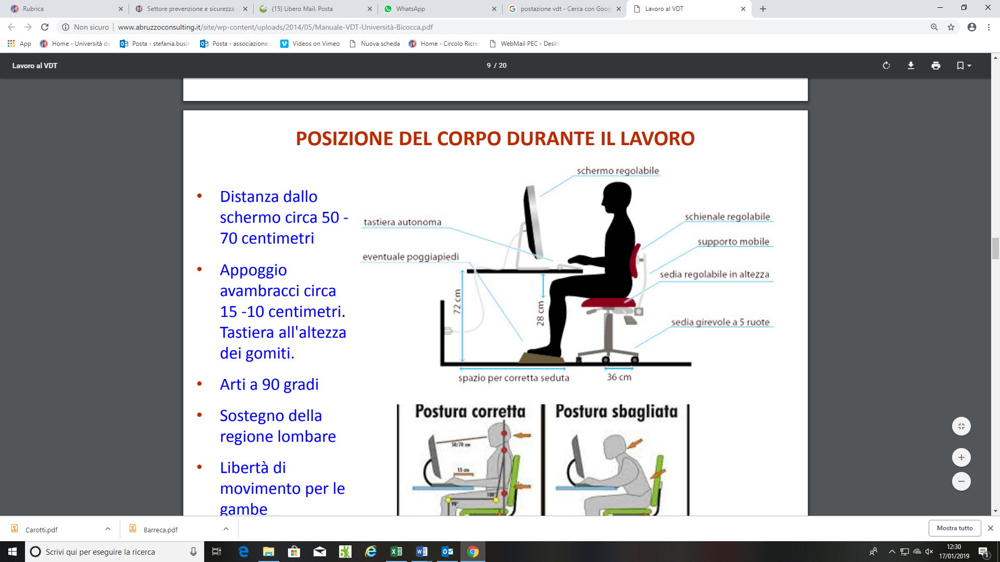 Rubrica
Settore prevenzione e sicurezza
(15) Libero Mail. Posta
WhatsApp
postazione vdt - Cerca con Goog
Lavoro al VDT
Non sicuro
www.abruzzoconsulting.it/site/wp-content/uploads/2014/05/Manuale-VDT-Università-Bicocca.pdf
App
Home - Università de
Posta - stefania.busin
Posta - associazione.s
Videos on Vimeo
Nuova scheda
Home - Circolo Ricre
WebMail PEC - Deskt
Lavoro al VDT
9 / 20
POSIZIONE DEL CORPO DURANTE IL LAVORO
• Distanza dallo
schermo circa 50 -
70 centimetri
• Appoggio
avambracci circa
15 -10 centimetri.
Tastiera all'altezza
dei gomiti.
• Arti a 90 gradi
• Sostegno della
regione lombare
• Libertà di
movimento per le
gambe
schermo regolabile
tastiera autonoma
eventuale poggiapiedi
schienale regolabile
supporto mobile
sedia regolabile in altezza
sedia girevole a 5 ruote
72 cm
28 cm
spazio per corretta seduta
36 cm
Postura corretta
50/70 cm
15 cm
100°
90°
Postura sbagliata
Carotti.pdf
Barreca.pdf
Mostra tutto
Scrivi qui per eseguire la ricerca
12:30
17/01/2019
1